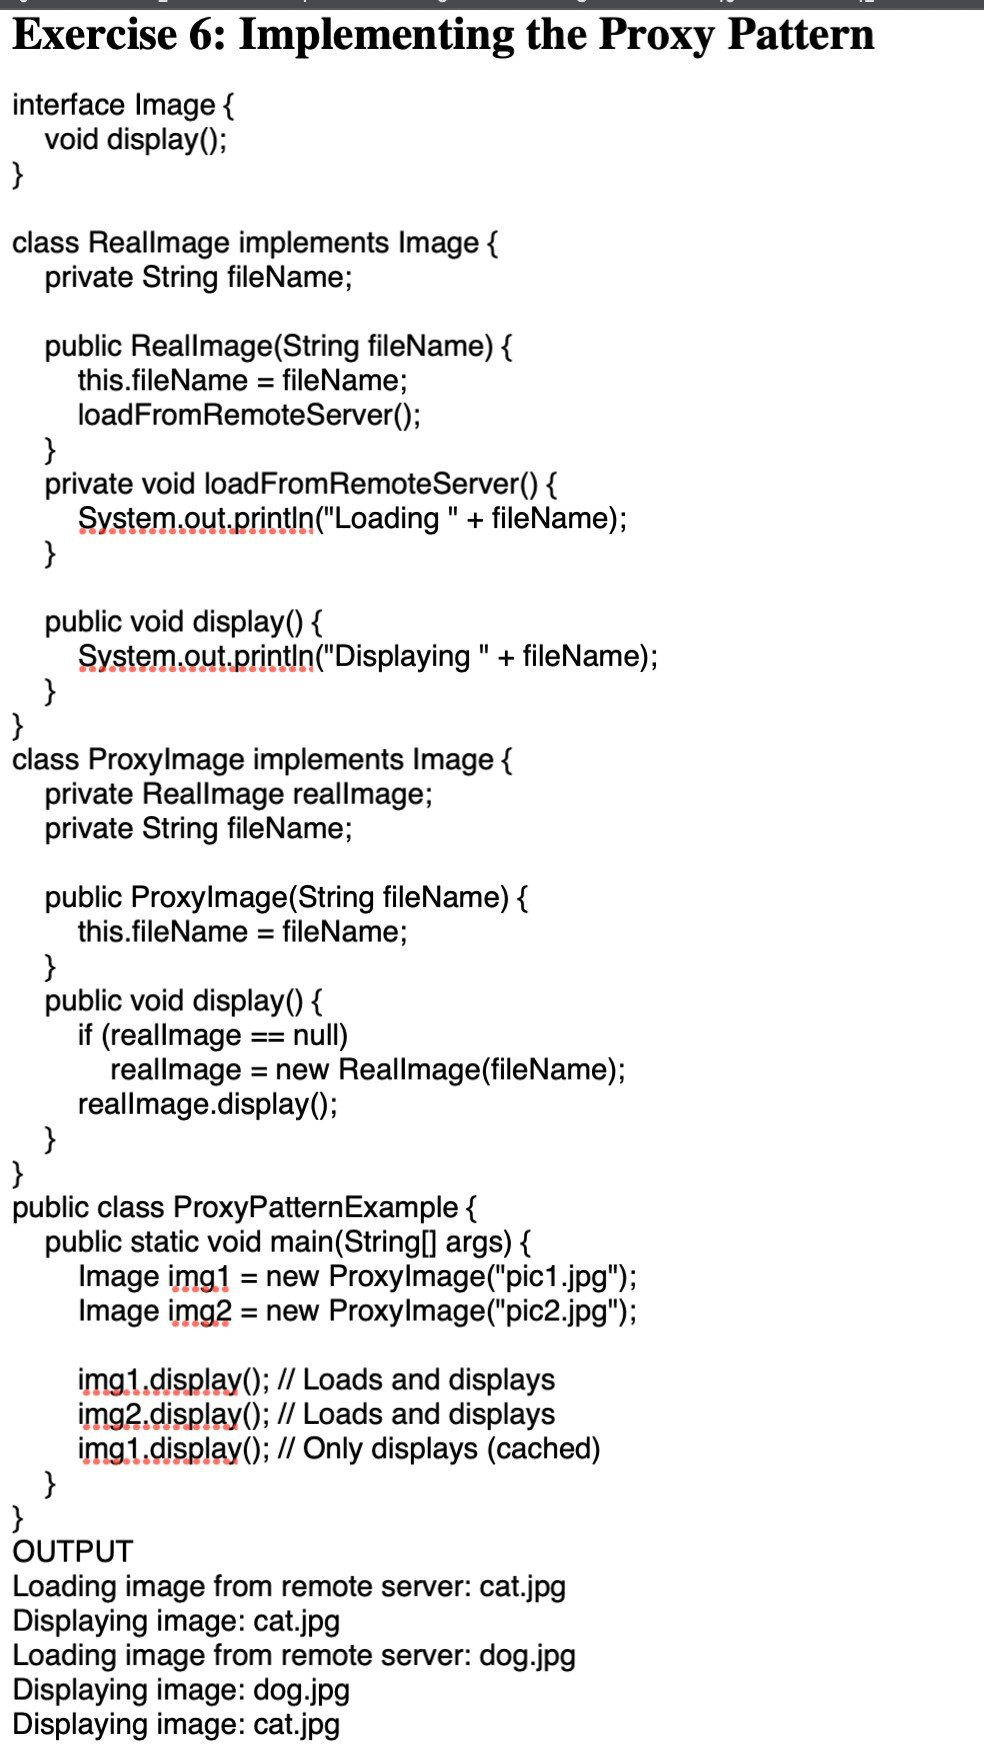 Exercise 6: Implementing the Proxy Pattern
interface Image {
void display();
}
class RealImage implements Image {
private String fileName;
public RealImage(String fileName) {
this.fileName = fileName;
loadFromRemoteServer();
}
private void loadFromRemoteServer() {
System.out.println("Loading " + fileName);
}
public void display() {
System.out.println("Displaying " + fileName);
}
}
class ProxyImage implements Image {
private RealImage realImage;
private String fileName;
public ProxyImage(String fileName) {
this.fileName = fileName;
}
public void display() {
if (realImage == null)
realImage = new RealImage(fileName);
realImage.display();
}
}
public class ProxyPatternExample {
public static void main(String[] args) {
Image img1 = new ProxyImage("pic1.jpg");
Image img2 = new ProxyImage("pic2.jpg");
img1.display(); // Loads and displays
img2.display(); // Loads and displays
img1.display(); // Only displays (cached)
}
}
OUTPUT
Loading image from remote server: cat.jpg
Displaying image: cat.jpg
Loading image from remote server: dog.jpg
Displaying image: dog.jpg
Displaying image: cat.jpg